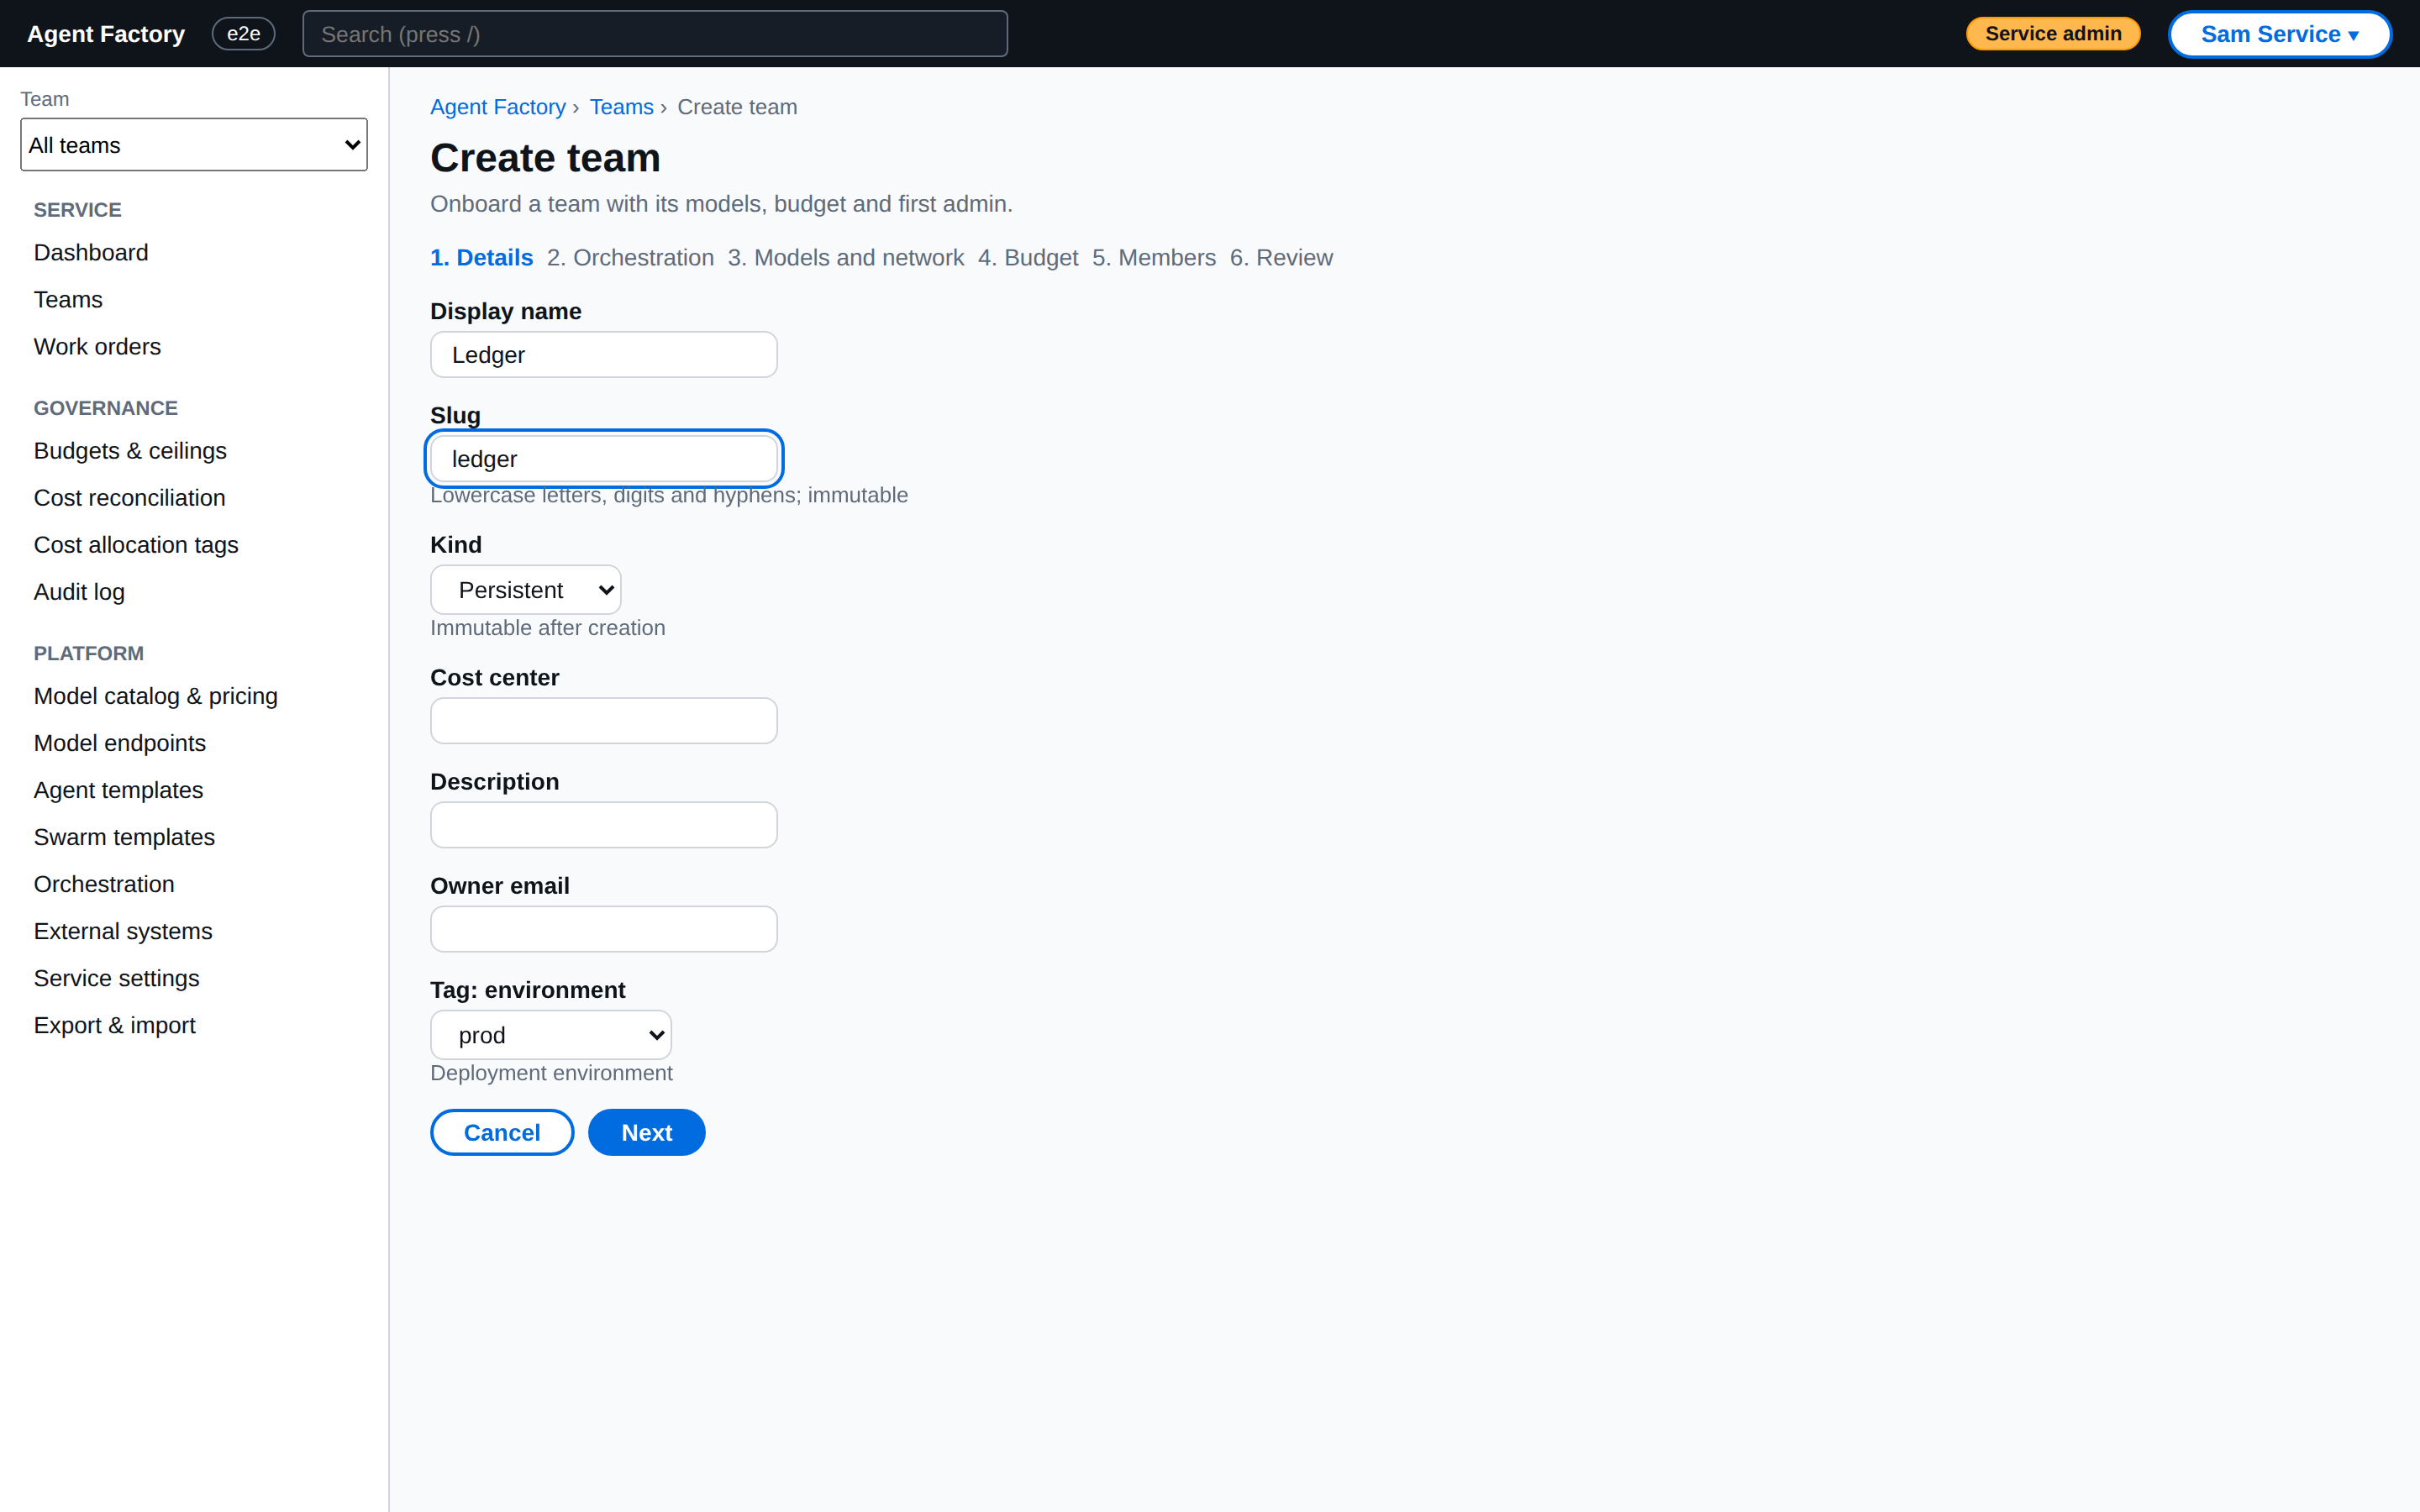 Agent Factory e2e Search (press /) Service admin Sam Service ▾
Team
All teams
SERVICE
Dashboard
Teams
Work orders
GOVERNANCE
Budgets & ceilings
Cost reconciliation
Cost allocation tags
Audit log
PLATFORM
Model catalog & pricing
Model endpoints
Agent templates
Swarm templates
Orchestration
External systems
Service settings
Export & import
Agent Factory › Teams › Create team
Create team
Onboard a team with its models, budget and first admin.
1. Details 2. Orchestration 3. Models and network 4. Budget 5. Members 6. Review
Display name
Ledger
Slug
ledger
Lowercase letters, digits and hyphens; immutable
Kind
Persistent
Immutable after creation
Cost center
Description
Owner email
Tag: environment
prod
Deployment environment
Cancel Next